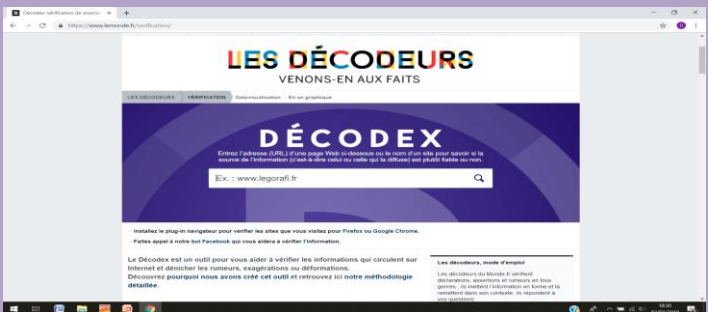 Décodex vérification de source
https://www.lemonde.fr/verification/
LES DÉCODEURS
VENONS-EN AUX FAITS
LES DÉCODEURS VÉRIFICATION Datavisualisation En un graphique
DÉCODEX
Entrez l'adresse (URL) d'une page Web ci-dessous ou le nom d'un site pour savoir si la
source de l'information (c'est-à-dire celui ou celle qui la diffuse) est plutôt fiable ou non.
Ex. : www.legorafi.fr
Installez le plug-in navigateur pour vérifier les sites que vous visitez pour Firefox ou Google Chrome.
Faites appel à notre bot Facebook qui vous aidera à vérifier l'information.
Le Décodex est un outil pour vous aider à vérifier les informations qui circulent sur
Internet et dénicher les rumeurs, exagérations ou déformations.
Découvrez pourquoi nous avons créé cet outil et retrouvez ici notre méthodologie
détaillée.
Les décodeurs, mode d'emploi
Les décodeurs du Monde.fr vérifient
déclarations, assertions et rumeurs en tous
genres ; ils mettent l'information en forme et la
remettent dans son contexte, ils répondent à
vos questions.